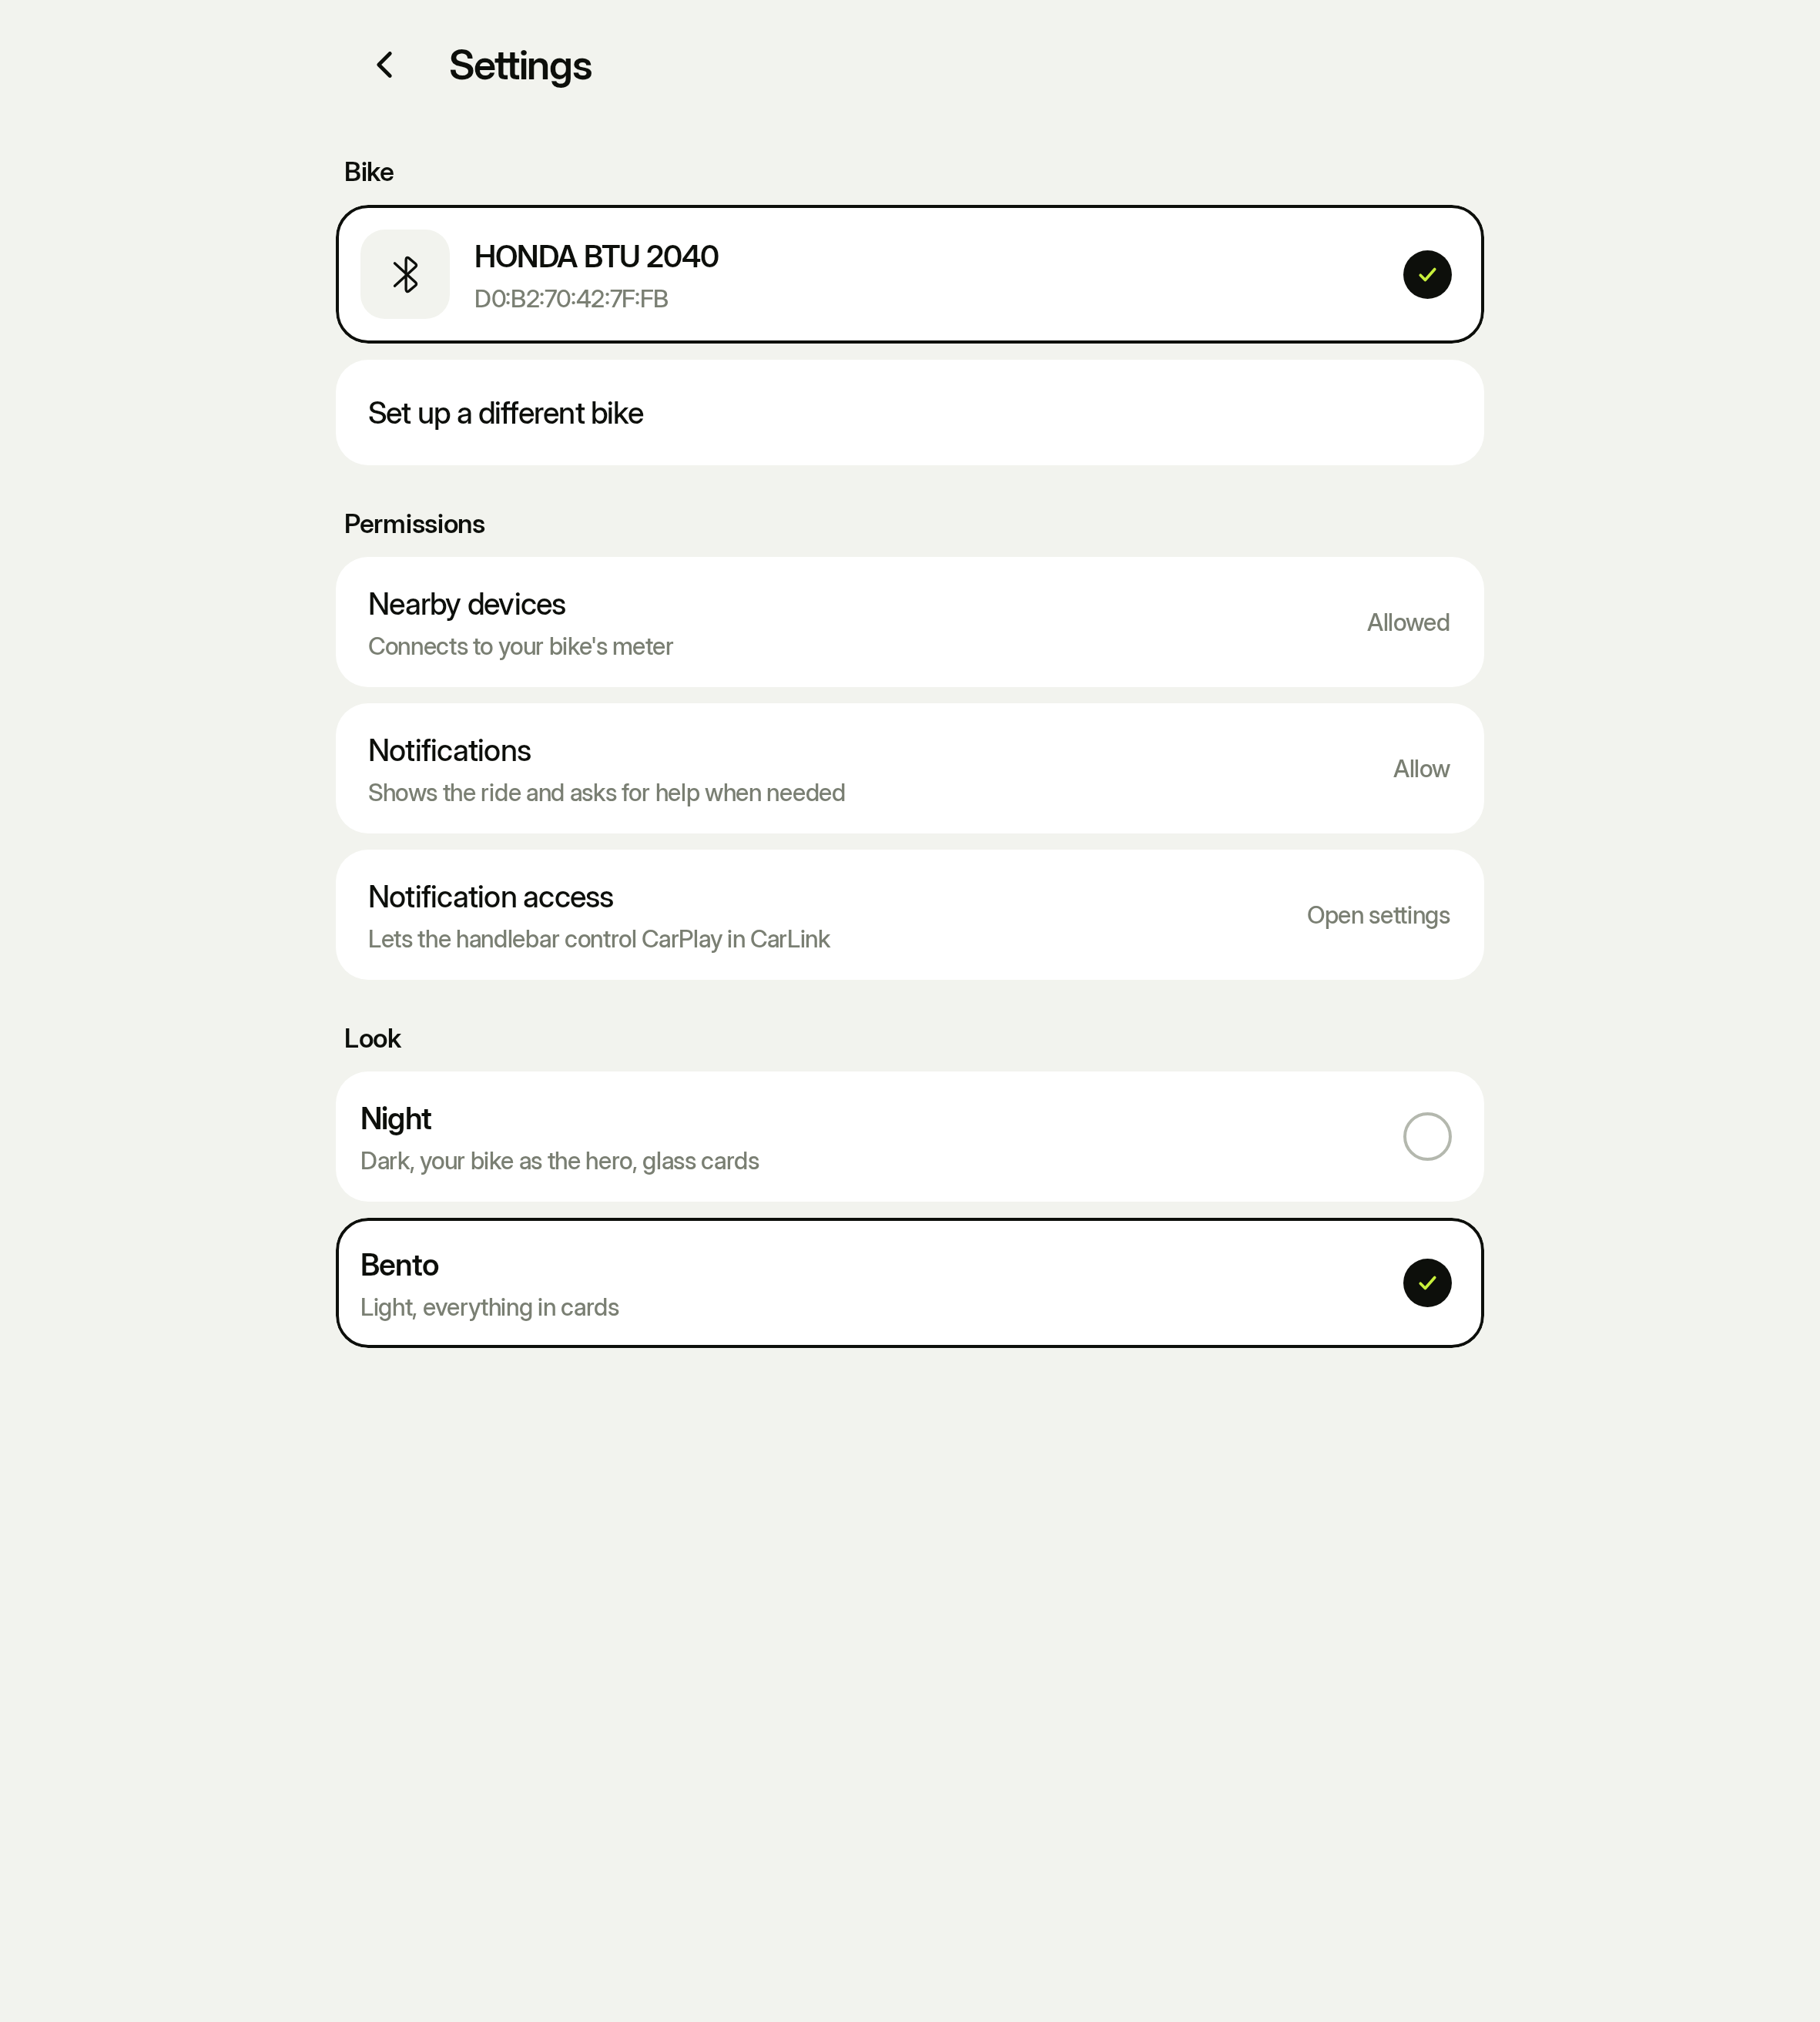 Settings
Bike
HONDA BTU 2040
D0:B2:70:42:7F:FB
Set up a different bike
Permissions
Nearby devices
Connects to your bike's meter
Allowed
Notifications
Shows the ride and asks for help when needed
Allow
Notification access
Lets the handlebar control CarPlay in CarLink
Open settings
Look
Night
Dark, your bike as the hero, glass cards
Bento
Light, everything in cards